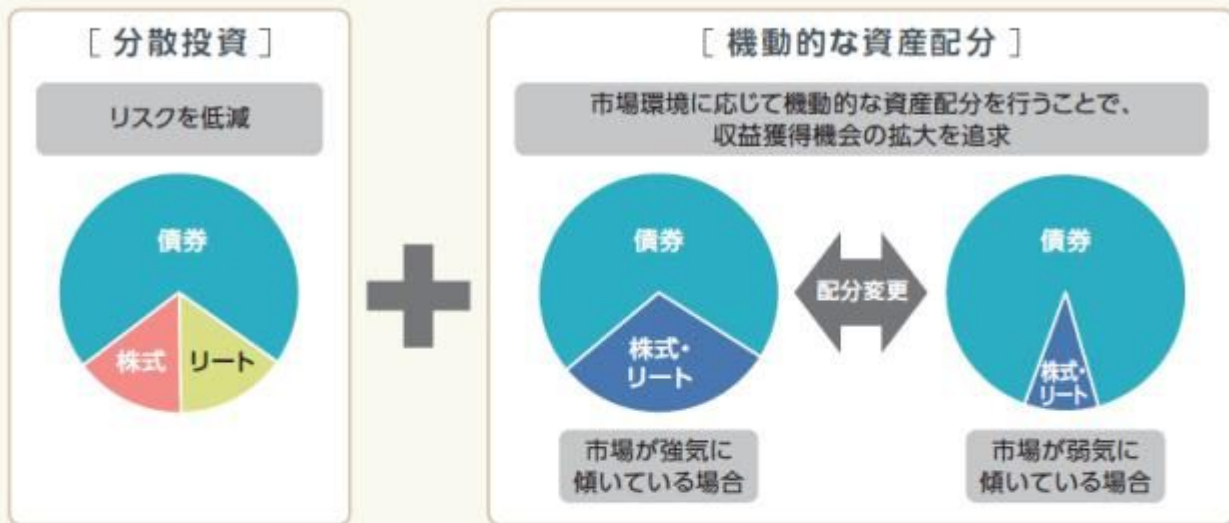 ［ 分散投資 ］
リスクを低減
債券
株式
リート
［ 機動的な資産配分 ］
市場環境に応じて機動的な資産配分を行うことで、
収益獲得機会の拡大を追求
債券
株式・
リート
市場が強気に
傾いている場合
配分変更
債券
株式・
リート
市場が弱気に
傾いている場合